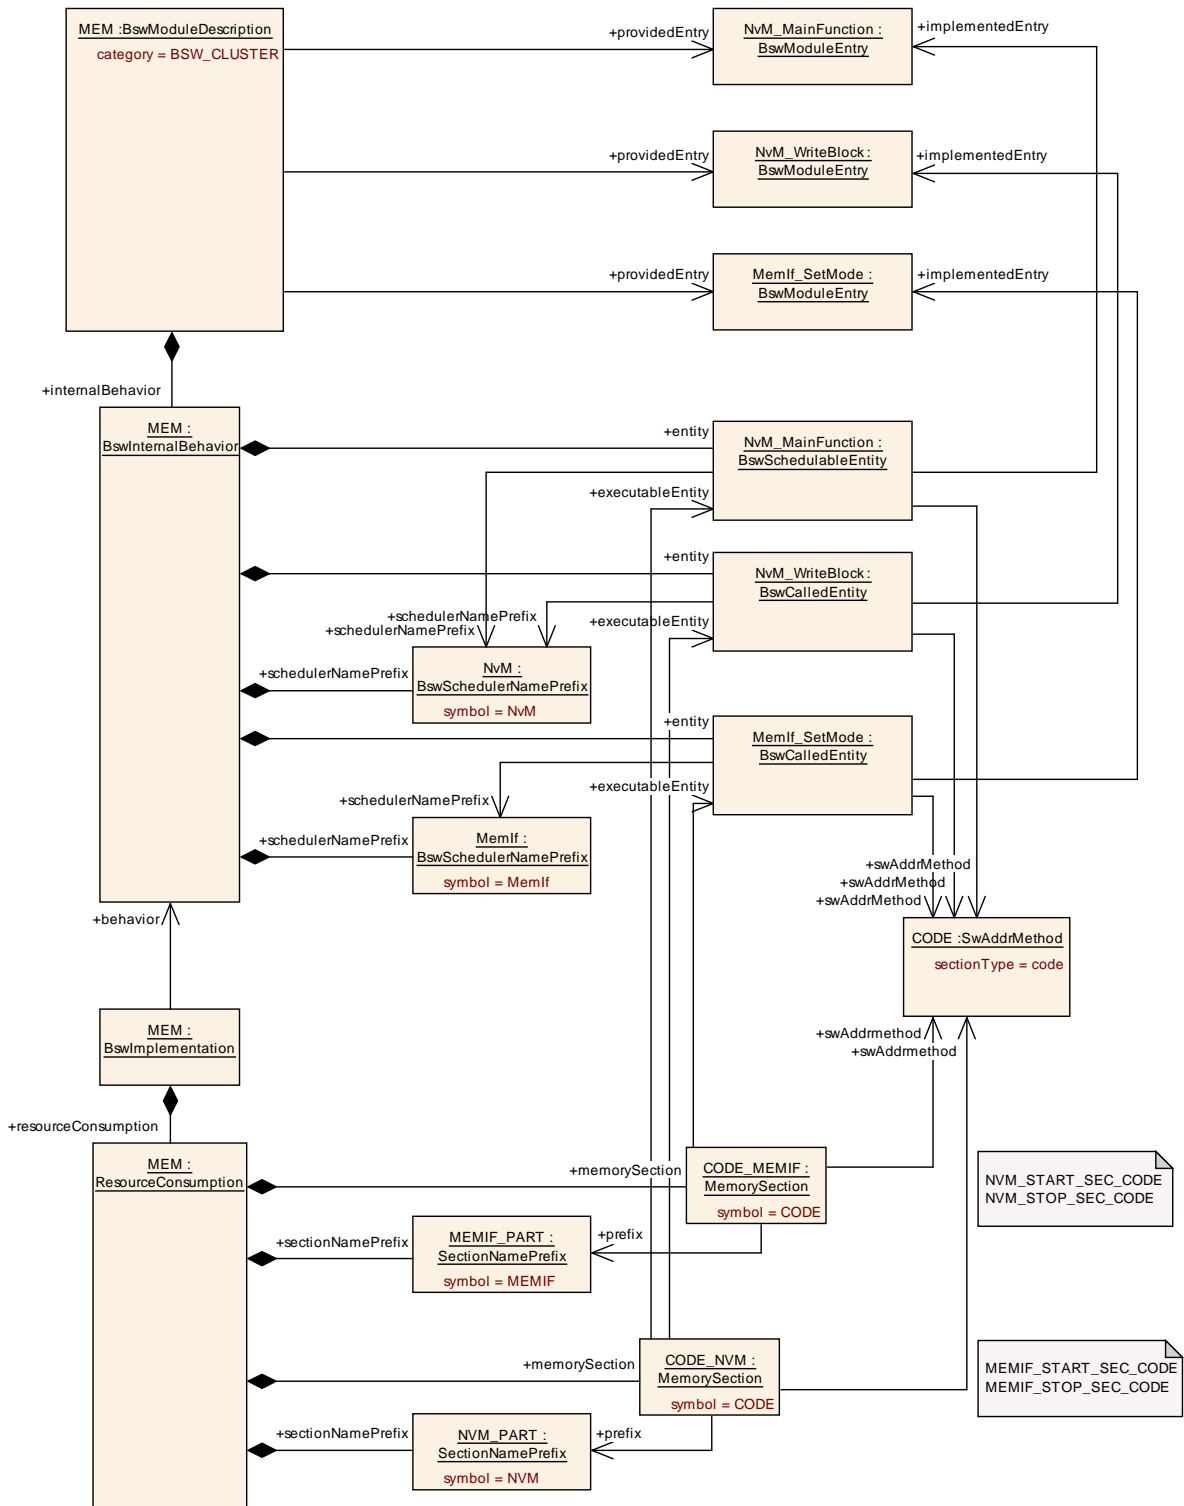 MEM :BswModuleDescription
category = BSW_CLUSTER
+providedEntry
NvM_MainFunction :
BswModuleEntry
+implementedEntry
+providedEntry
NvM_WriteBlock :
BswModuleEntry
+implementedEntry
+providedEntry
MemIf_SetMode :
BswModuleEntry
+implementedEntry
+internalBehavior
MEM :
BswInternalBehavior
+entity
NvM_MainFunction :
BswSchedulableEntity
+executableEntity
+entity
NvM_WriteBlock :
BswCalledEntity
+schedulerNamePrefix
+executableEntity
+schedulerNamePrefix
+schedulerNamePrefix
NvM :
BswSchedulerNamePrefix
symbol = NvM
+entity
MemIf_SetMode :
BswCalledEntity
+executableEntity
+schedulerNamePrefix
+schedulerNamePrefix
MemIf :
BswSchedulerNamePrefix
symbol = MemIf
+swAddrMethod
+swAddrMethod
+swAddrMethod
+behavior
CODE :SwAddrMethod
sectionType = code
MEM :
BswImplementation
+swAddrmethod
+swAddrmethod
+resourceConsumption
MEM :
ResourceConsumption
+memorySection
CODE_MEMIF :
MemorySection
symbol = CODE
NVM_START_SEC_CODE
NVM_STOP_SEC_CODE
+sectionNamePrefix
MEMIF_PART :
SectionNamePrefix
symbol = MEMIF
+prefix
+memorySection
CODE_NVM :
MemorySection
symbol = CODE
MEMIF_START_SEC_CODE
MEMIF_STOP_SEC_CODE
+sectionNamePrefix
NVM_PART :
SectionNamePrefix
symbol = NVM
+prefix